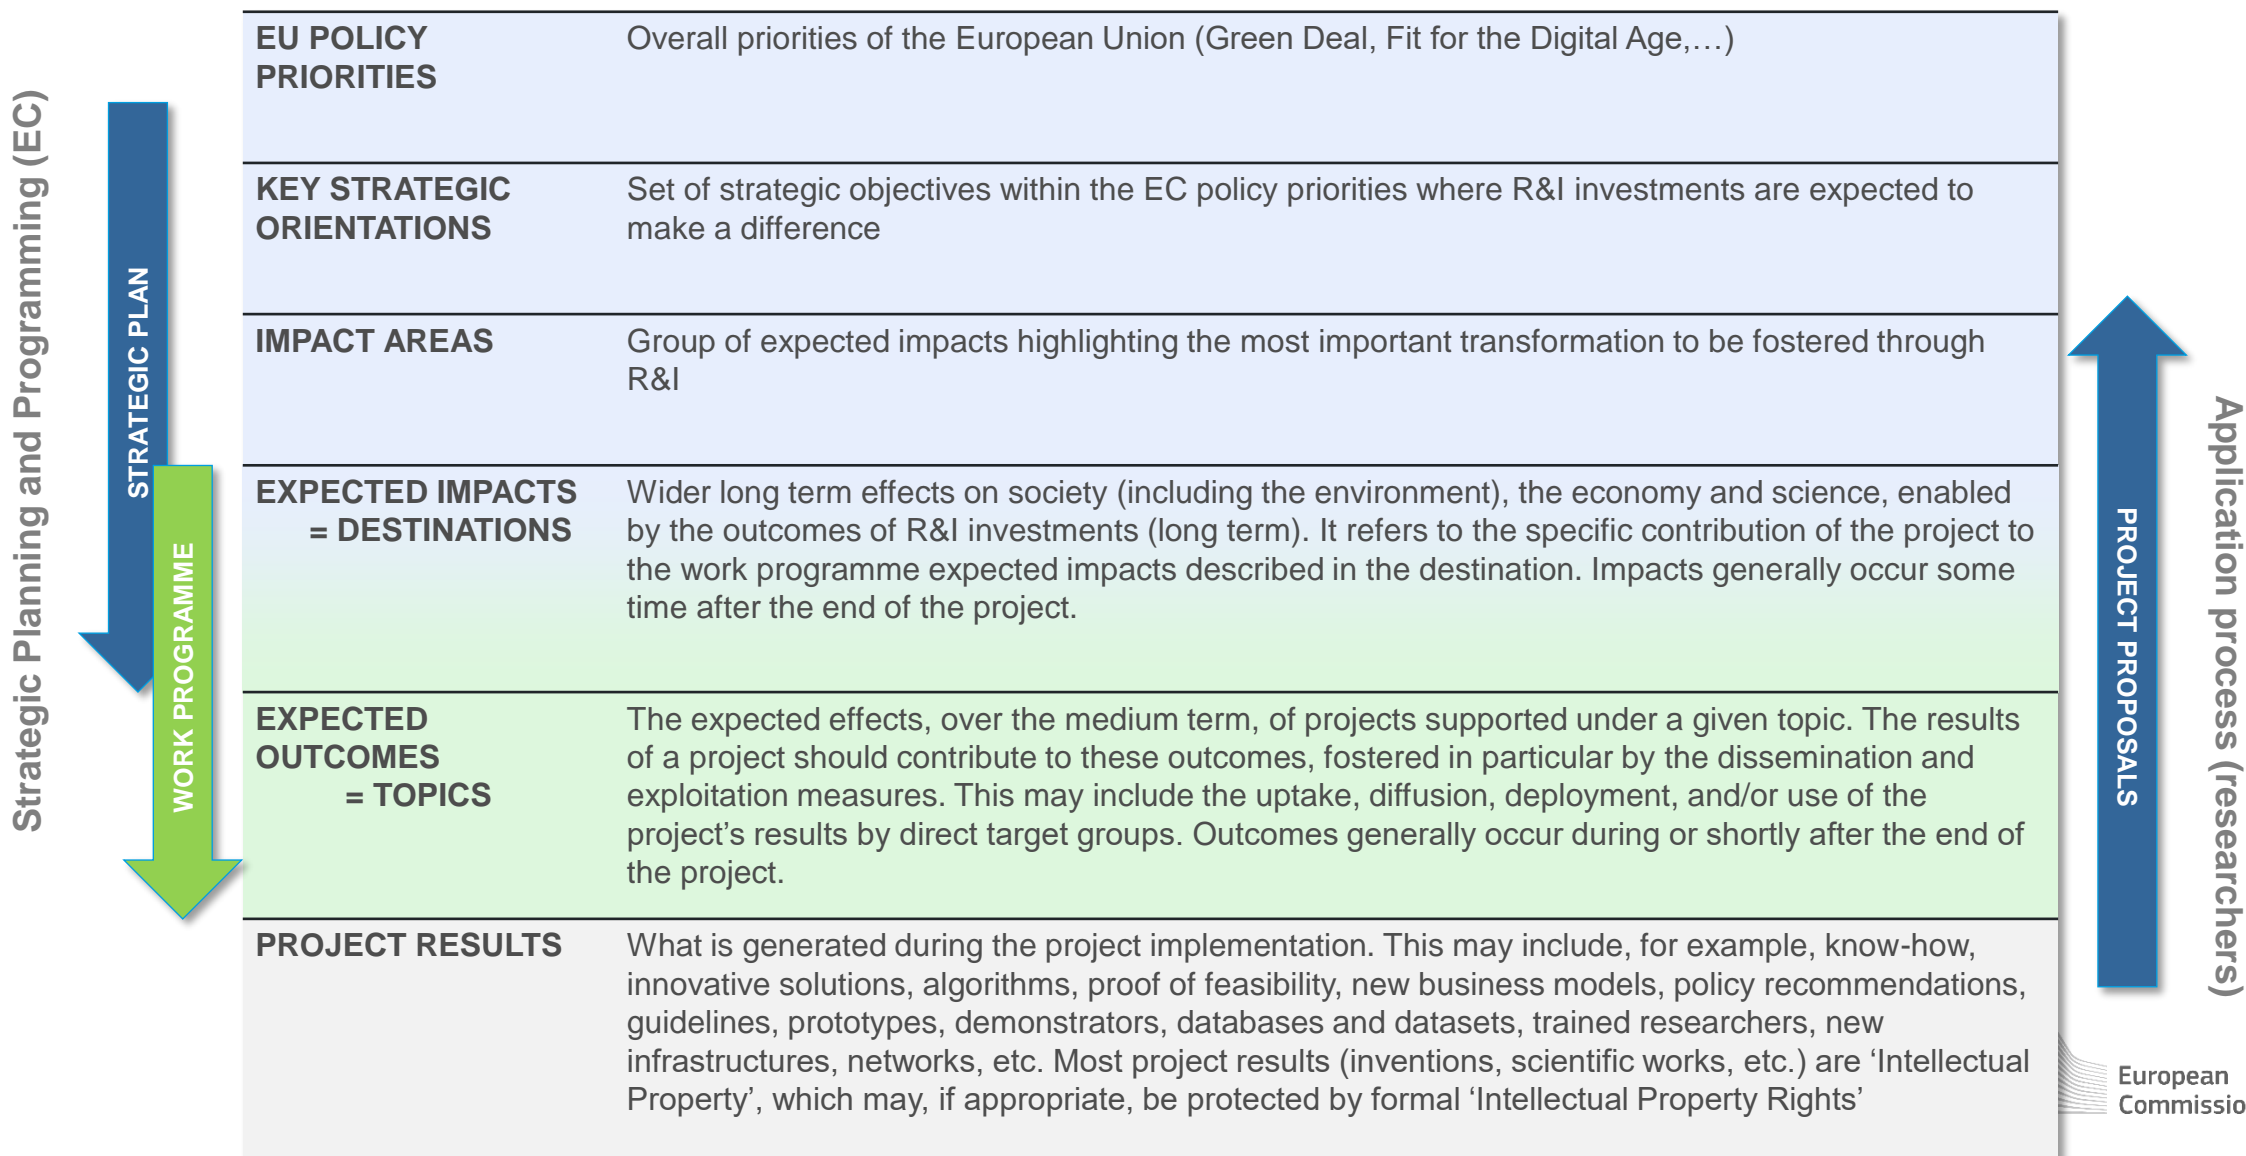 Strategic Planning and Programming (EC)
STRATEGIC PLAN
WORK PROGRAMME
EU POLICY
PRIORITIES
Overall priorities of the European Union (Green Deal, Fit for the Digital Age,…)
KEY STRATEGIC
ORIENTATIONS
Set of strategic objectives within the EC policy priorities where R&I investments are expected to
make a difference
IMPACT AREAS
Group of expected impacts highlighting the most important transformation to be fostered through
R&I
EXPECTED IMPACTS
= DESTINATIONS
Wider long term effects on society (including the environment), the economy and science, enabled
by the outcomes of R&I investments (long term). It refers to the specific contribution of the project to
the work programme expected impacts described in the destination. Impacts generally occur some
time after the end of the project.
EXPECTED
OUTCOMES
= TOPICS
The expected effects, over the medium term, of projects supported under a given topic. The results
of a project should contribute to these outcomes, fostered in particular by the dissemination and
exploitation measures. This may include the uptake, diffusion, deployment, and/or use of the
project’s results by direct target groups. Outcomes generally occur during or shortly after the end of
the project.
PROJECT RESULTS
What is generated during the project implementation. This may include, for example, know-how,
innovative solutions, algorithms, proof of feasibility, new business models, policy recommendations,
guidelines, prototypes, demonstrators, databases and datasets, trained researchers, new
infrastructures, networks, etc. Most project results (inventions, scientific works, etc.) are ‘Intellectual
Property’, which may, if appropriate, be protected by formal ‘Intellectual Property Rights’
PROJECT PROPOSALS
Application process (researchers)
European
Commissio